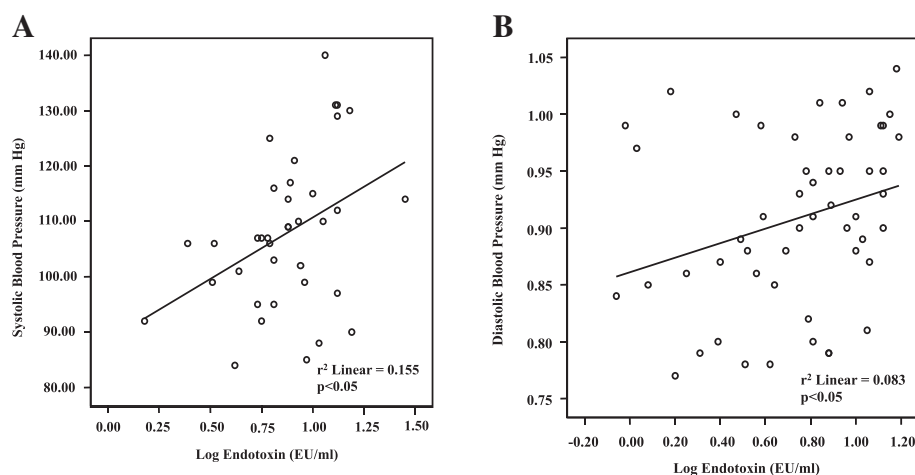 A
140.00
130.00
120.00
110.00
100.00
90.00
80.00
Systolic Blood Pressure (mm Hg)
r² Linear = 0.155
p<0.05
0.00 0.25 0.50 0.75 1.00 1.25 1.50
Log Endotoxin (EU/ml)
B
1.05
1.00
0.95
0.90
0.85
0.80
0.75
Diastolic Blood Pressure (mm Hg)
r² Linear = 0.083
p<0.05
-0.20 0.00 0.20 0.40 0.60 0.80 1.00 1.20
Log Endotoxin (EU/ml)